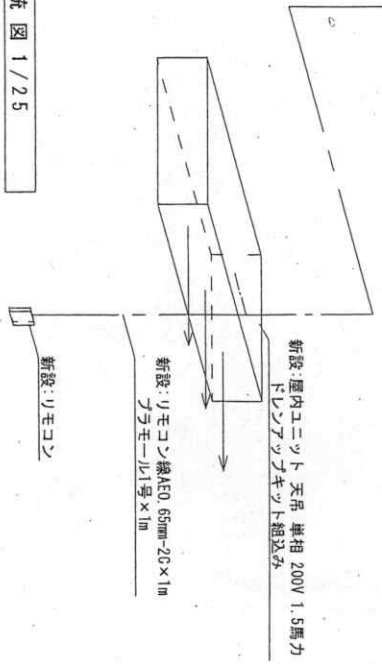 新設:屋内ユニット 天吊 単相 200V 1.5馬力
ドレンアップキット組込み
新設:リモコン線AE0.65mm-2C×1m
プラモール1号×1m
新設:リモコン
図 1/25